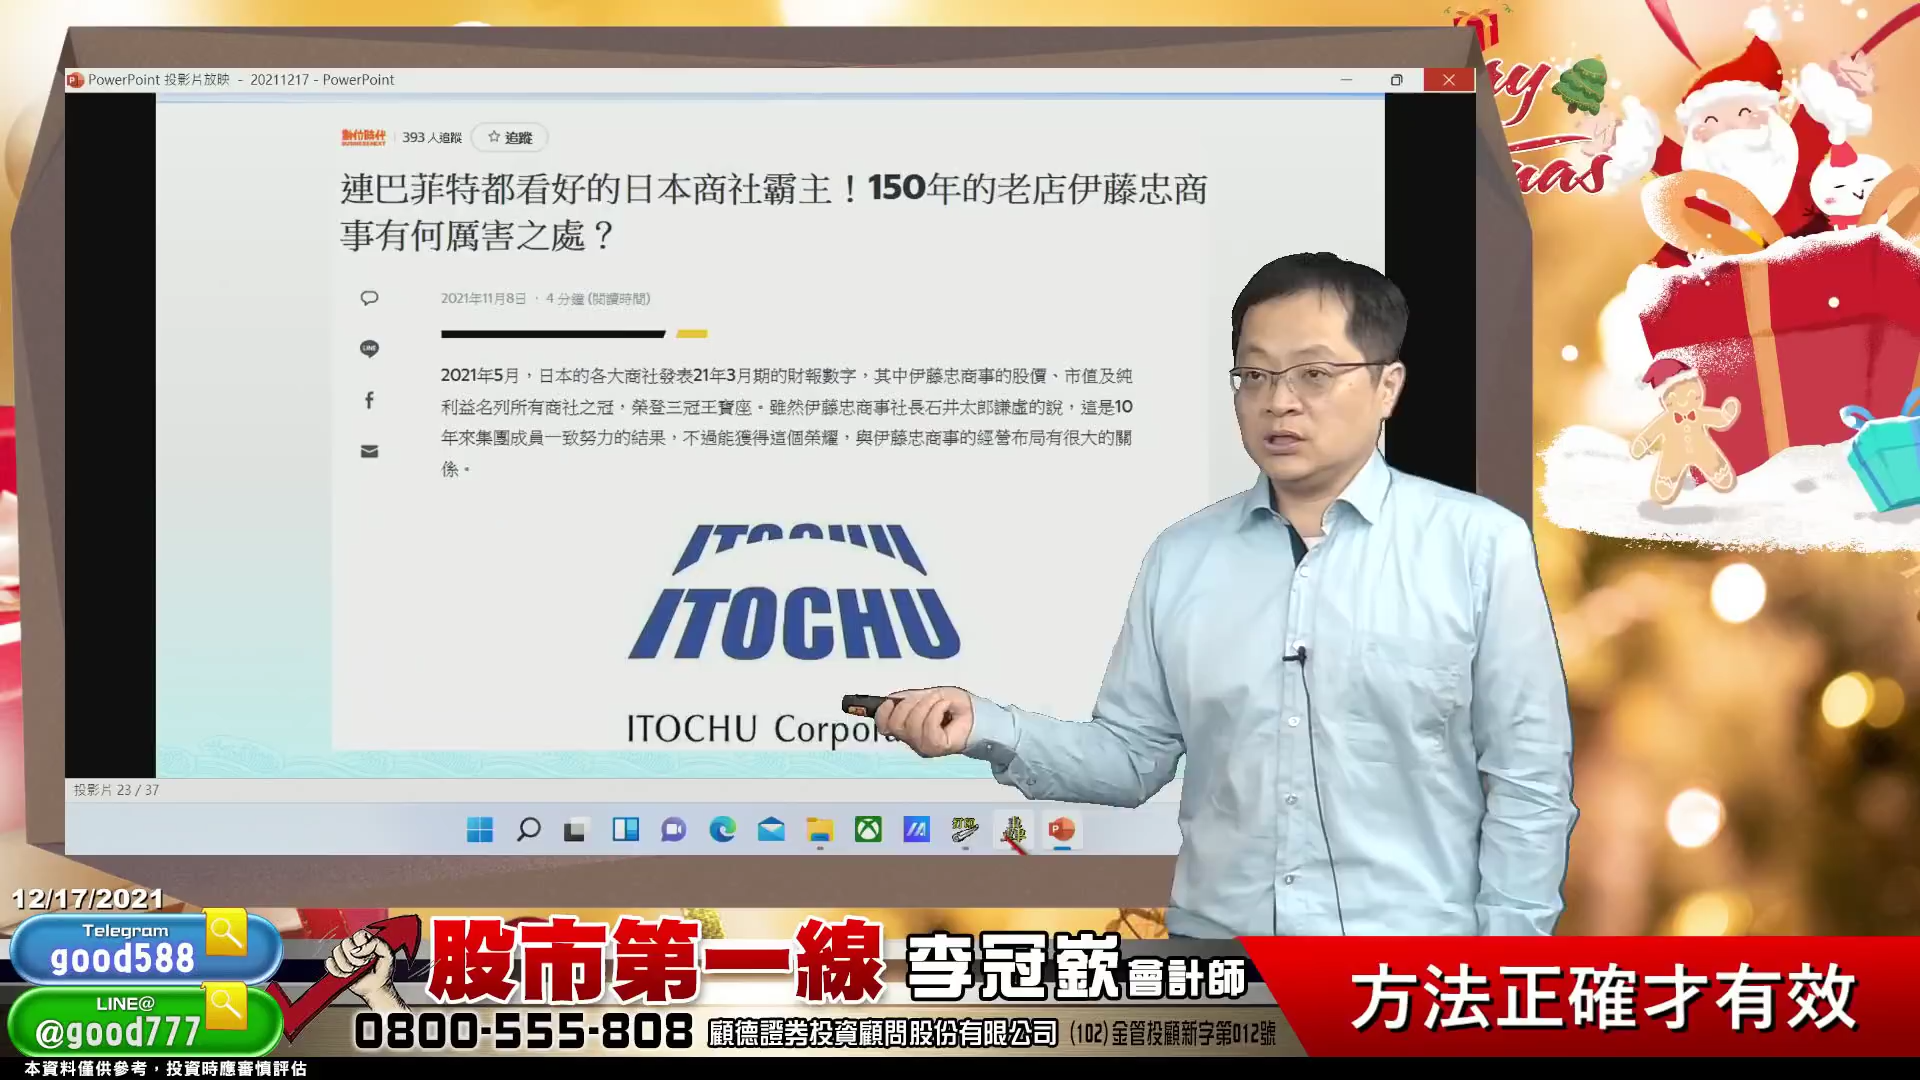 PowerPoint 投影片放映 - 20211217 - PowerPoint
數位時代
BUSINESS NEXT
393 人追蹤
追蹤
連巴菲特都看好的日本商社霸主！150年的老店伊藤忠商
事有何厲害之處？
2021年11月8日 · 4 分鐘 (閱讀時間)
LINE
2021年5月，日本的各大商社發表21年3月期的財報數字，其中伊藤忠商事的股價、市值及純
利益名列所有商社之冠，榮登三冠王寶座。雖然伊藤忠商事社長石井太郎謙虛的說，這是10
年來集團成員一致努力的結果，不過能獲得這個榮耀，與伊藤忠商事的經營布局有很大的關
係。
ITOCHU
ITOCHU Corpora
投影片 23 / 37
12/17/2021
Telegram
good588
LINE@
@good777
股市第一線 李冠嶔 會計師
0800-555-808 顧德證券投資顧問股份有限公司 (102)金管投顧新字第012號
方法正確才有效
本資料僅供參考，投資時應審慎評估